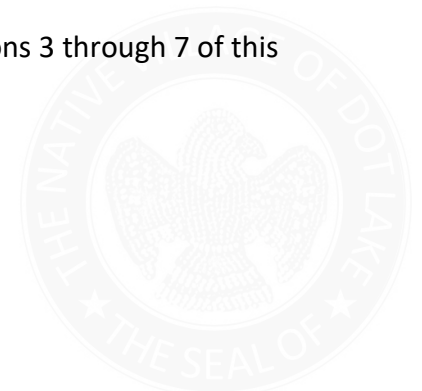 ons 3 through 7 of this
THE NATIVE VILLAGE OF DOT LAKE
THE SEAL OF